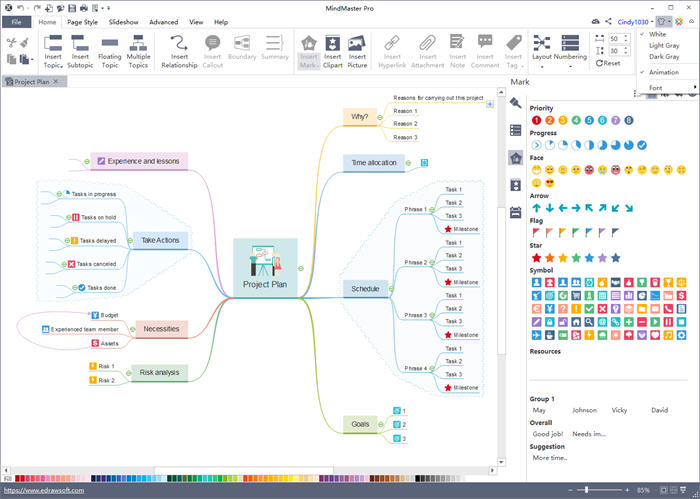 MindMaster Pro
File
Home
Page Style
Slideshow
Advanced
View
Help
Cindy1030
White
Light Gray
Dark Gray
Animation
Font
Insert Topic
Insert Subtopic
Floating Topic
Multiple Topics
Insert Relationship
Insert Callout
Boundary
Summary
Insert Mark
Insert Clipart
Insert Picture
Insert Hyperlink
Insert Attachment
Insert Note
Insert Comment
Insert Tag
Layout
Numbering
50
30
Reset
Project Plan
Mark
Experience and lessons
Tasks in progress
Tasks on hold
Tasks delayed
Tasks canceled
Tasks done
Take Actions
Budget
Experienced team member
Assets
Necessities
Risk 1
Risk 2
Risk analysis
Project Plan
Why?
Reasons for carrying out this project
Reason 1
Reason 2
Reason 3
Time allocation
Schedule
Phrase 1
Task 1
Task 2
Task 3
Milestone
Phrase 2
Task 1
Task 2
Task 3
Milestone
Phrase 3
Task 1
Task 2
Task 3
Milestone
Phrase 4
Task 1
Task 2
Task 3
Milestone
Goals
1
2
3
Priority
1 2 3 4 5 6 7 8
Progress
Face
Arrow
Flag
Star
Symbol
Resources
Group 1
May Johnson Vicky David
Overall
Good job! Needs im...
Suggestion
More time..
Fill
https://www.edrawsoft.com
85%